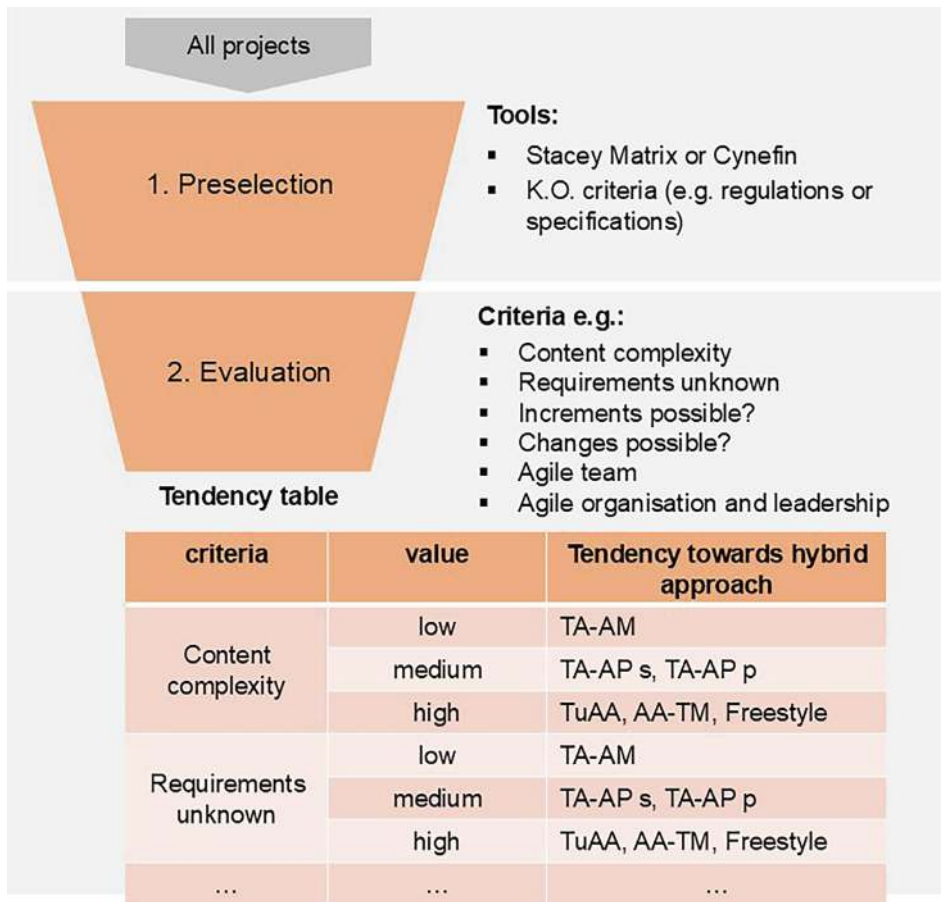 All projects
1. Preselection
Tools:
▪ Stacey Matrix or Cynefin
▪ K.O. criteria (e.g. regulations or
specifications)
2. Evaluation
Criteria e.g.:
▪ Content complexity
▪ Requirements unknown
▪ Increments possible?
▪ Changes possible?
▪ Agile team
▪ Agile organisation and leadership
Tendency table
criteria value Tendency towards hybrid
approach
Content
complexity
low TA-AM
medium TA-AP s, TA-AP p
high TuAA, AA-TM, Freestyle
Requirements
unknown
low TA-AM
medium TA-AP s, TA-AP p
high TuAA, AA-TM, Freestyle
... ... ...